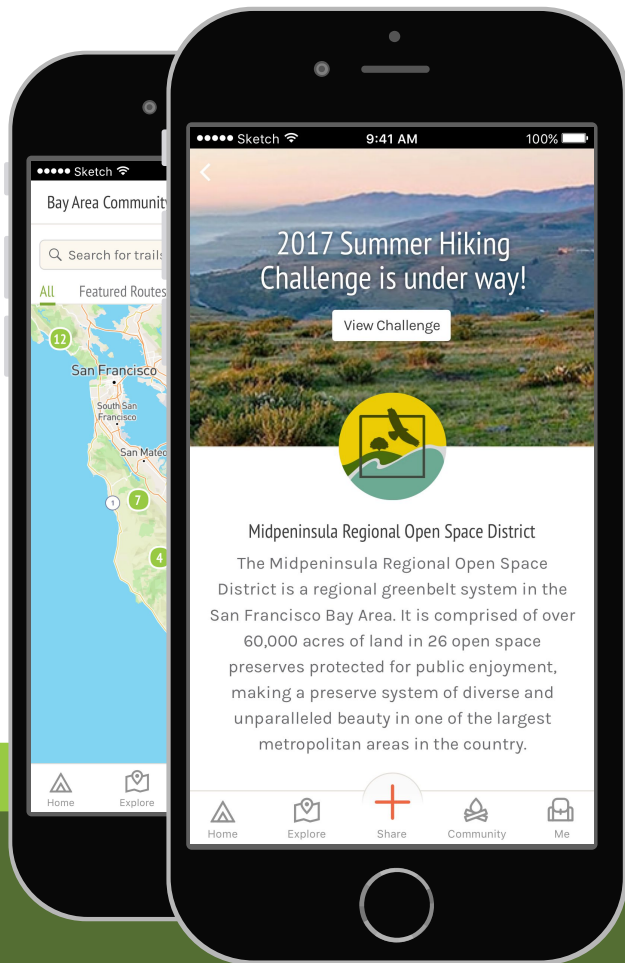 Sketch
Bay Area Community
Search for trails
All Featured Routes
12
San Francisco
South San
Francisco
San Mateo
1
7
4
Home Explore
Sketch 9:41 AM 100%
2017 Summer Hiking
Challenge is under way!
View Challenge
Midpeninsula Regional Open Space District
The Midpeninsula Regional Open Space
District is a regional greenbelt system in the
San Francisco Bay Area. It is comprised of over
60,000 acres of land in 26 open space
preserves protected for public enjoyment,
making a preserve system of diverse and
unparalleled beauty in one of the largest
metropolitan areas in the country.
Home Explore Share Community Me